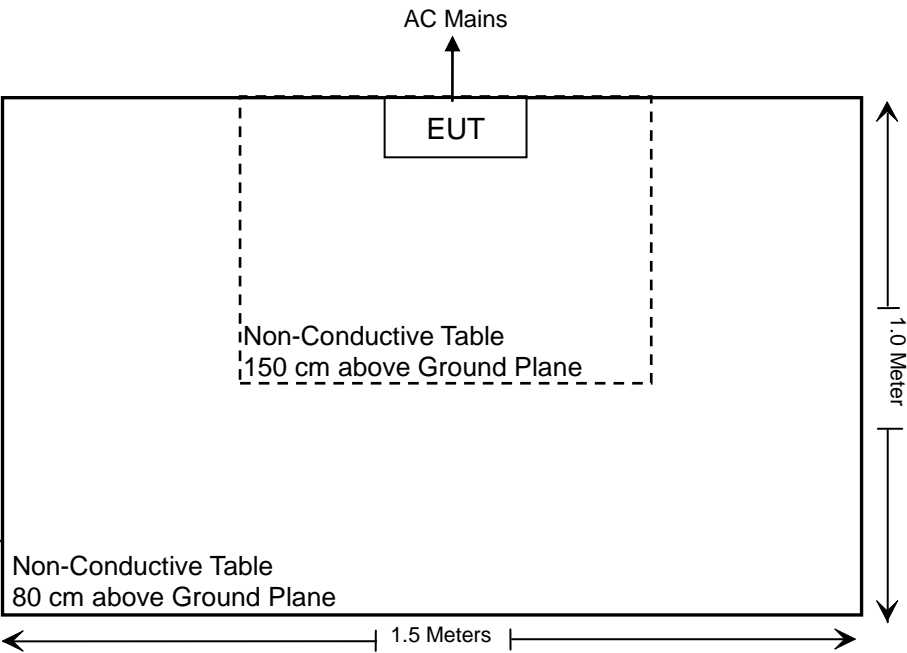 AC Mains
EUT
Non-Conductive Table
150 cm above Ground Plane
1.0 Meter
Non-Conductive Table
80 cm above Ground Plane
1.5 Meters